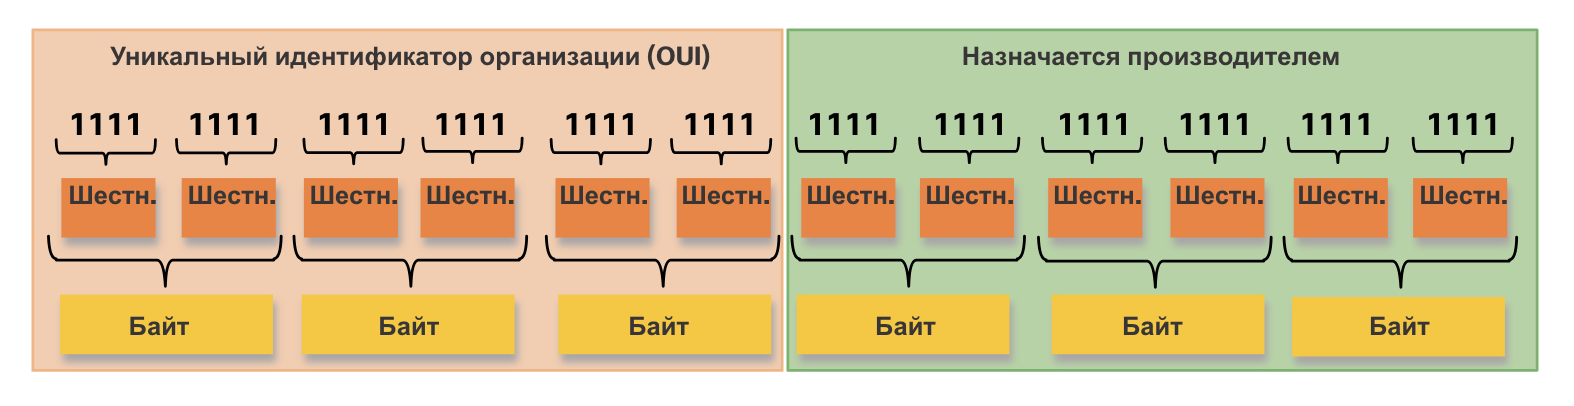 Уникальный идентификатор организации (OUI) Назначается производителем
1111 1111 1111 1111 1111 1111 1111 1111 1111 1111 1111 1111
Шестн. Шестн. Шестн. Шестн. Шестн. Шестн. Шестн. Шестн. Шестн. Шестн. Шестн. Шестн.
Байт Байт Байт Байт Байт Байт